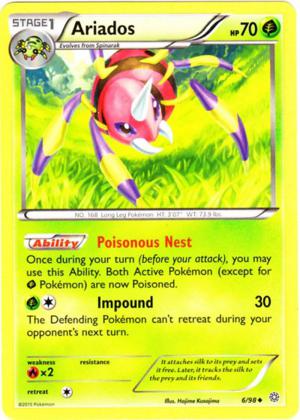 STAGE 1 Ariados HP 70
Evolves from Spinarak
NO. 168 Long Leg Pokémon HT: 3'07" WT: 73.9 lbs.
Ability Poisonous Nest
Once during your turn (before your attack), you may
use this Ability. Both Active Pokémon (except for
Pokémon) are now Poisoned.
Impound 30
The Defending Pokémon can't retreat during your
opponent's next turn.
weakness resistance
×2
retreat
It attaches silk to its prey and sets
it free. Later, it tracks the silk to
the prey and its friends.
©2015 Pokémon
Illus. Hajime Kusajima
6/98